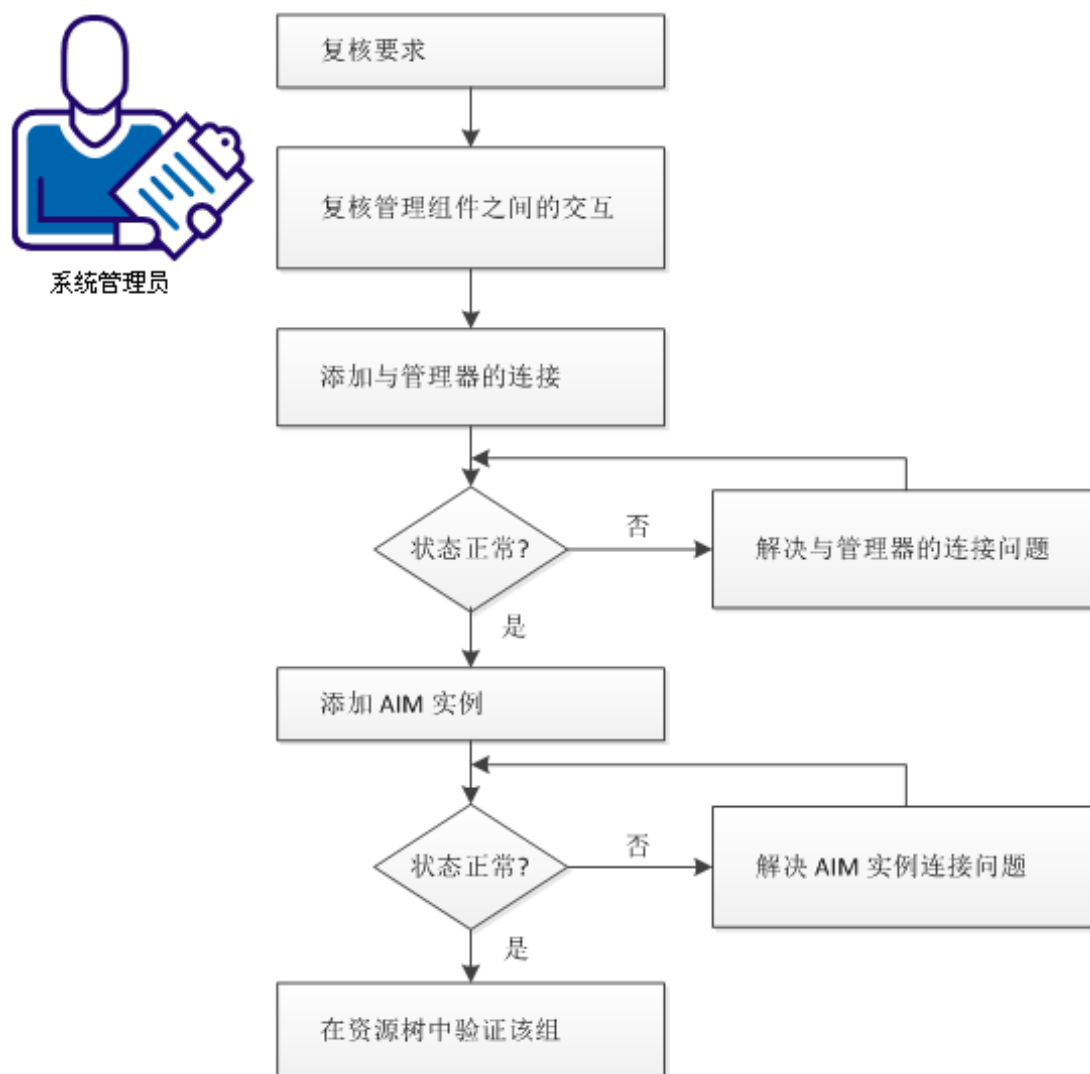 复核要求
复核管理组件之间的交互
系统管理员
添加与管理器的连接
状态正常?
否
解决与管理器的连接问题
是
添加 AIM 实例
状态正常?
否
解决 AIM 实例连接问题
是
在资源树中验证该组